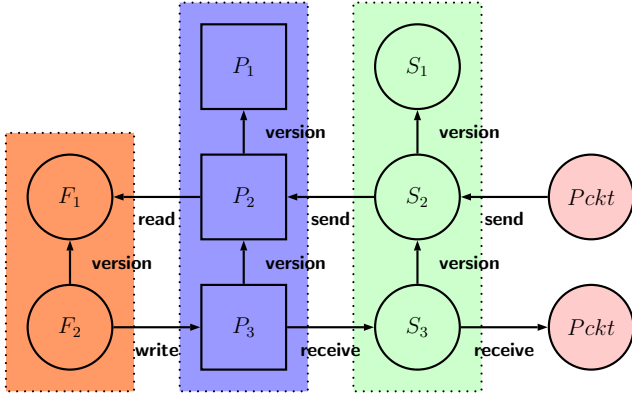 P1 S1
version version
F1 P2 S2 Pckt
read send send
version version version
F2 P3 S3 Pckt
write receive receive